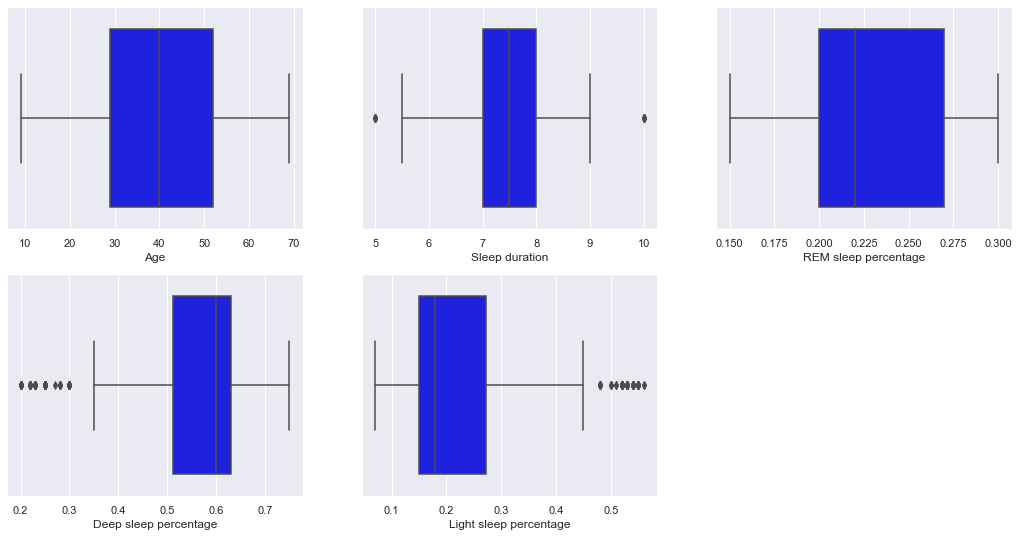 10 20 30 40 50 60 70
Age
5 6 7 8 9 10
Sleep duration
0.150 0.175 0.200 0.225 0.250 0.275 0.300
REM sleep percentage
0.2 0.3 0.4 0.5 0.6 0.7
Deep sleep percentage
0.1 0.2 0.3 0.4 0.5
Light sleep percentage